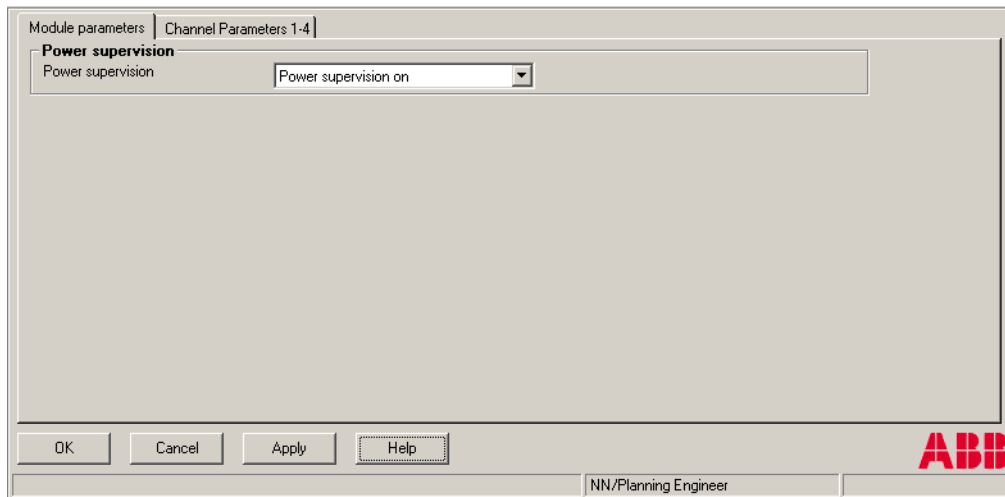 Module parameters Channel Parameters 1-4
Power supervision
Power supervision Power supervision on
OK Cancel Apply Help
ABB
NN/Planning Engineer